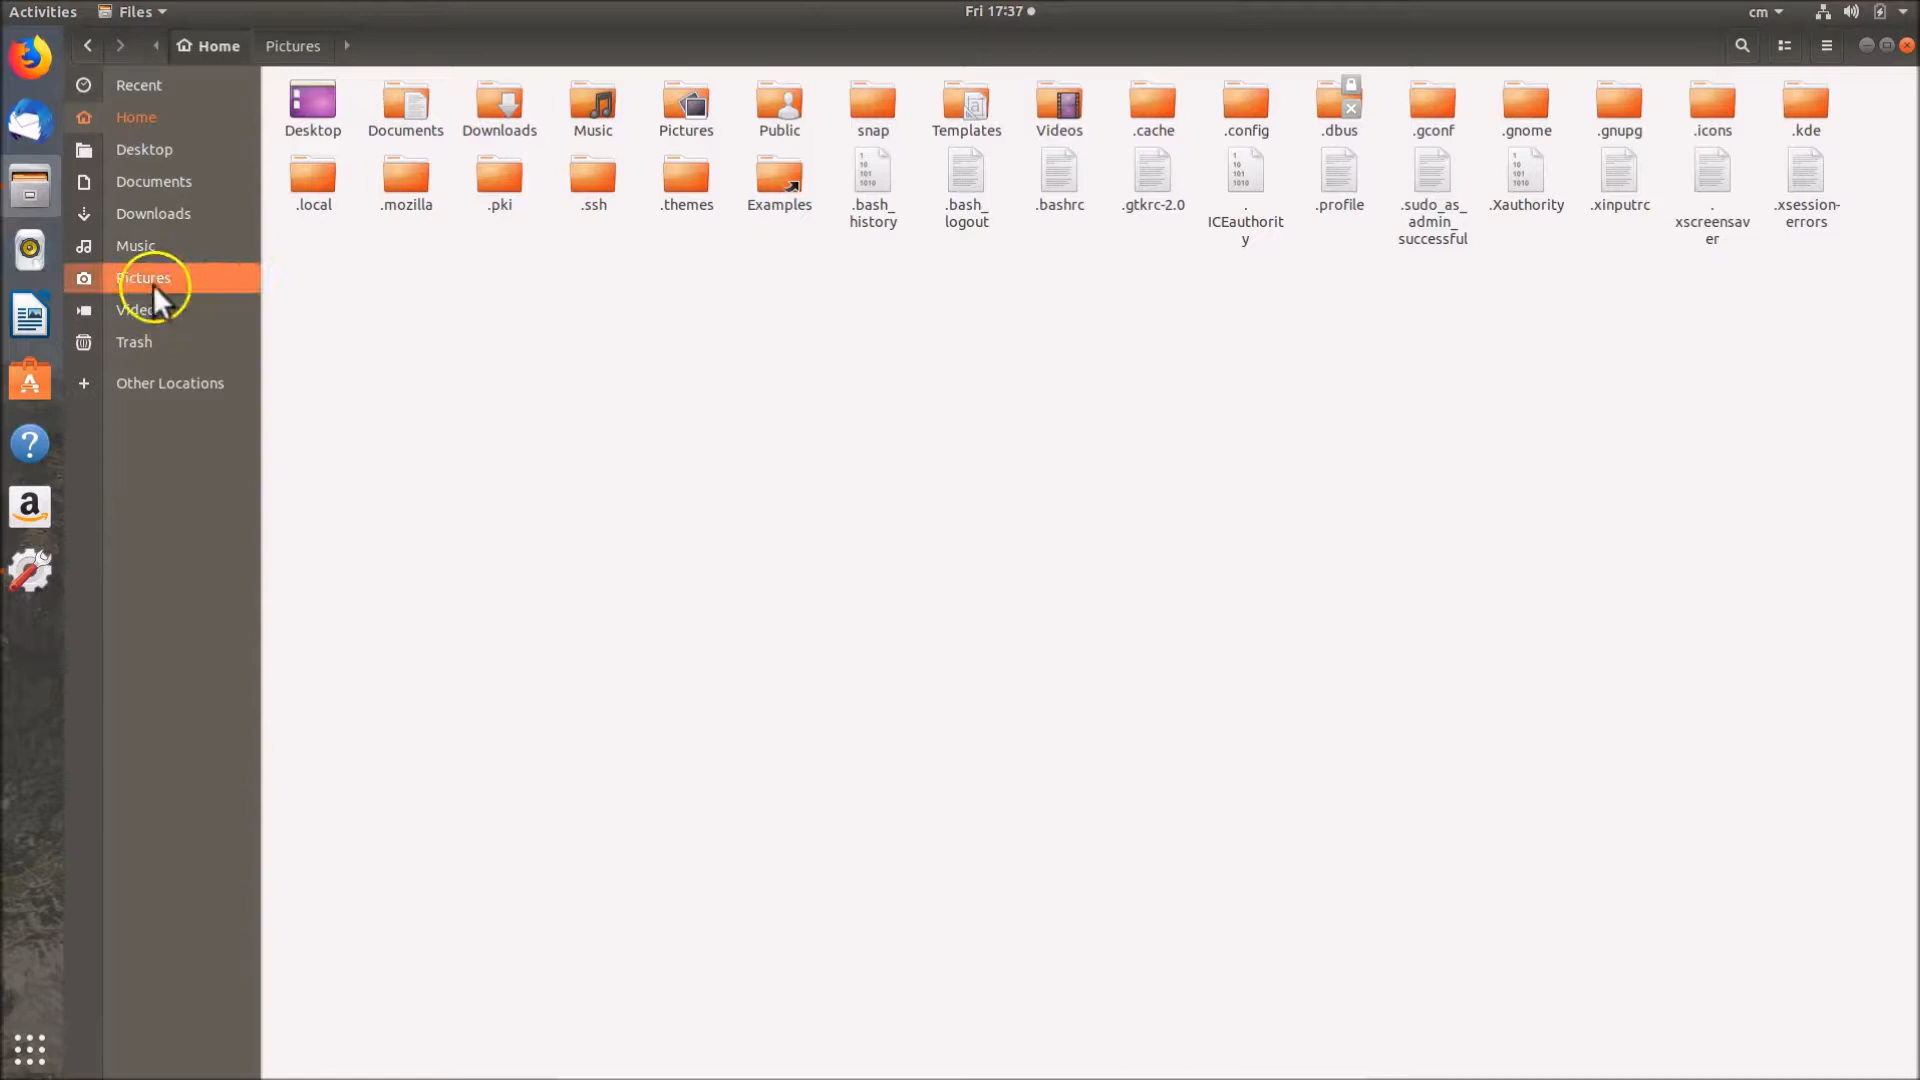 Activities Files Fri 17:37 cm
Home Pictures
Recent
Home
Desktop
Documents
Downloads
Music
Pictures
Trash
Other Locations
Desktop Documents Downloads Music Pictures Public snap Templates Videos .cache .config .dbus .gconf .gnome .gnupg .icons .kde
.local .mozilla .pki .ssh .themes Examples .bash_ .bash_ .bashrc .gtkrc-2.0 . .profile .sudo_as_ .Xauthority .xinputrc . .xsession-
history logout ICEauthorit admin_ xscreensav errors
y successful er